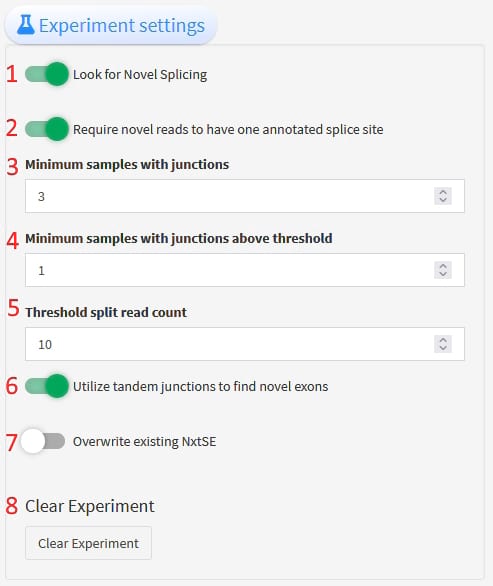 Experiment settings
1 Look for Novel Splicing
2 Require novel reads to have one annotated splice site
3 Minimum samples with junctions
3
4 Minimum samples with junctions above threshold
1
5 Threshold split read count
10
6 Utilize tandem junctions to find novel exons
7 Overwrite existing NxtSE
8 Clear Experiment
Clear Experiment